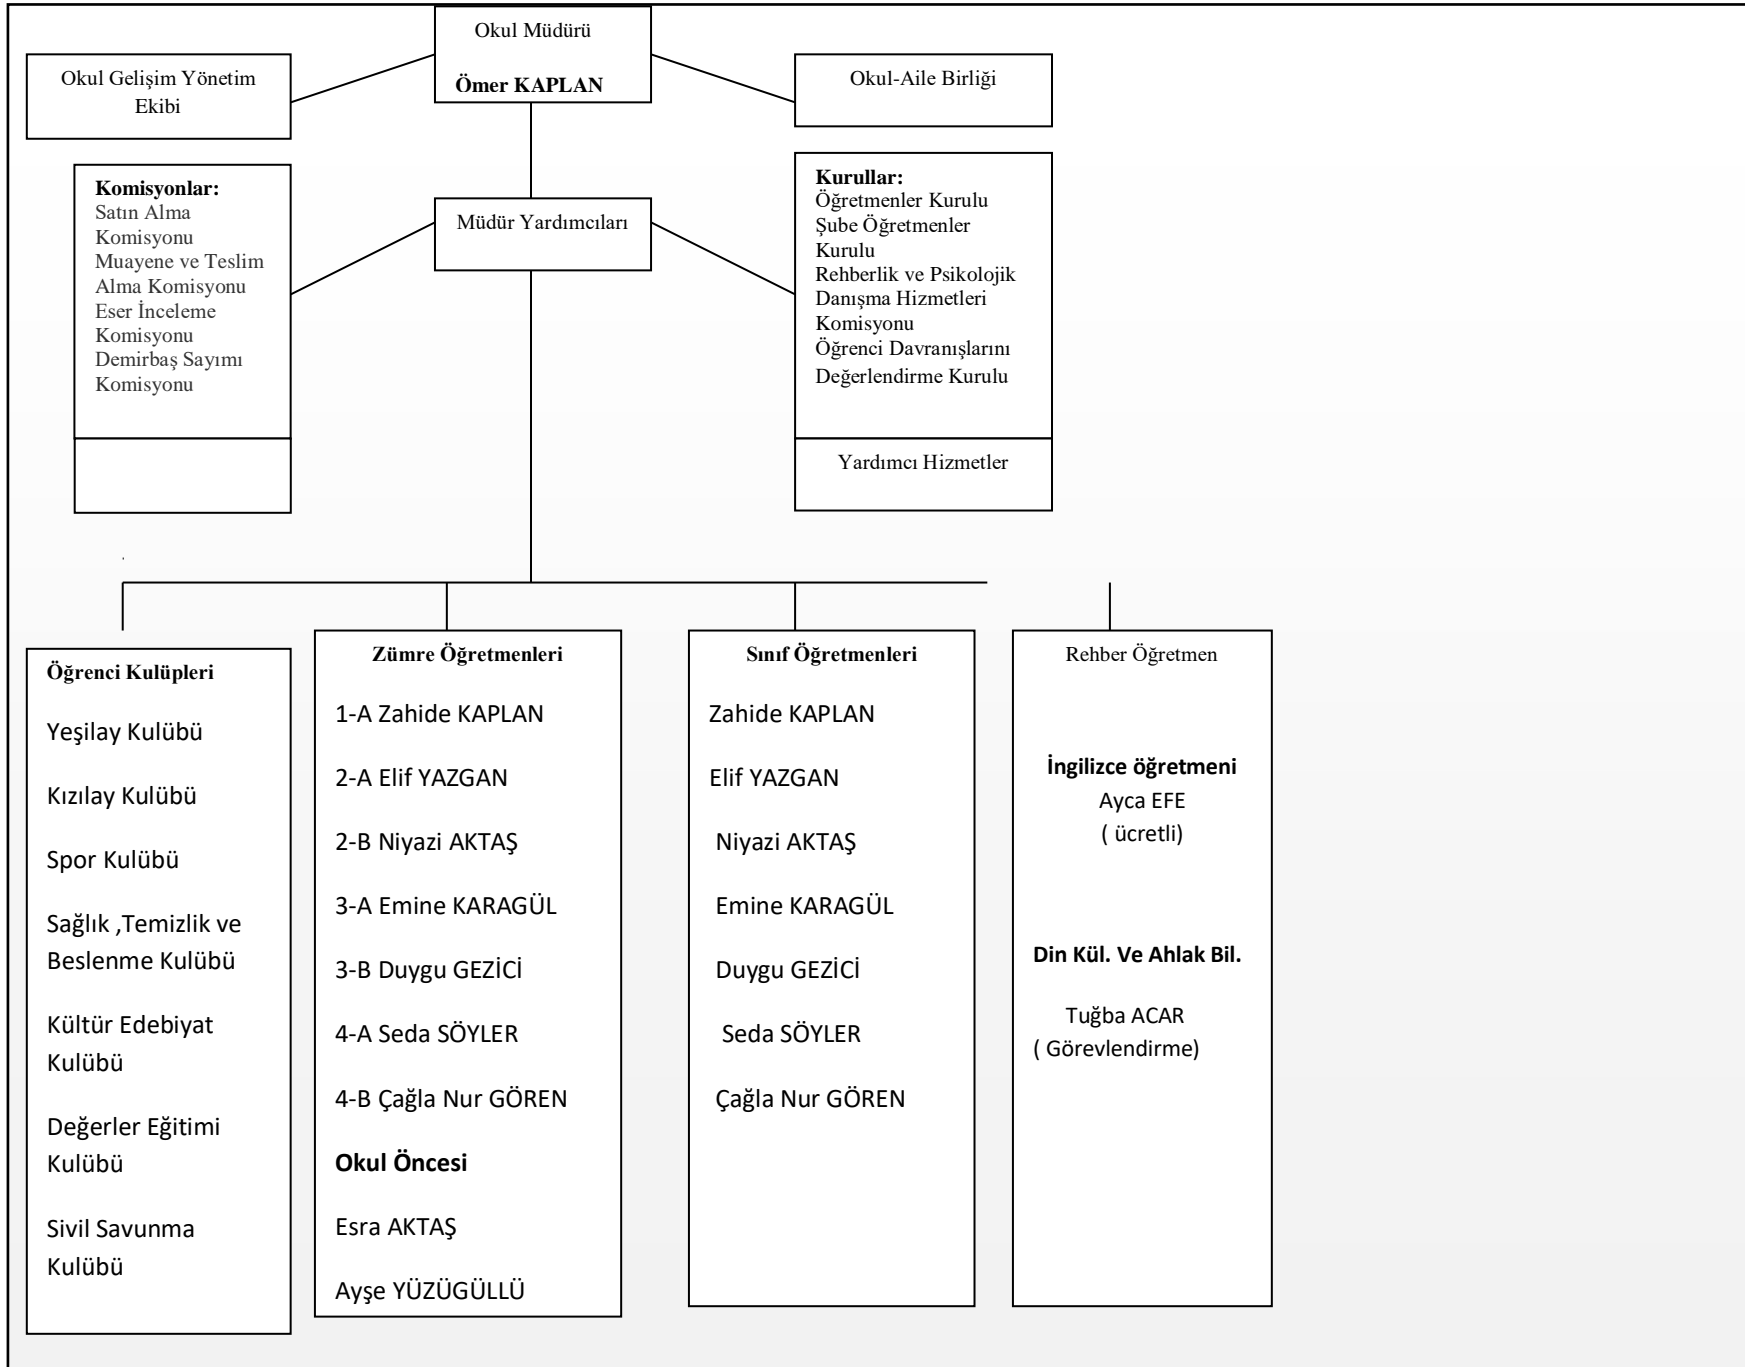 Okul Müdürü
Ömer KAPLAN
Okul Gelişim Yönetim
Ekibi
Okul-Aile Birliği
Komisyonlar:
Satın Alma
Komisyonu
Muayene ve Teslim
Alma Komisyonu
Eser İnceleme
Komisyonu
Demirbaş Sayımı
Komisyonu
Müdür Yardımcıları
Kurullar:
Öğretmenler Kurulu
Şube Öğretmenler
Kurulu
Rehberlik ve Psikolojik
Danışma Hizmetleri
Komisyonu
Öğrenci Davranışlarını
Değerlendirme Kurulu
Yardımcı Hizmetler
Öğrenci Kulüpleri
Yeşilay Kulübü
Kızılay Kulübü
Spor Kulübü
Sağlık ,Temizlik ve
Beslenme Kulübü
Kültür Edebiyat
Kulübü
Değerler Eğitimi
Kulübü
Sivil Savunma
Kulübü
Zümre Öğretmenleri
1-A Zahide KAPLAN
2-A Elif YAZGAN
2-B Niyazi AKTAŞ
3-A Emine KARAGÜL
3-B Duygu GEZİCİ
4-A Seda SÖYLER
4-B Çağla Nur GÖREN
Okul Öncesi
Esra AKTAŞ
Ayşe YÜZÜGÜLLÜ
Sınıf Öğretmenleri
Zahide KAPLAN
Elif YAZGAN
Niyazi AKTAŞ
Emine KARAGÜL
Duygu GEZİCİ
Seda SÖYLER
Çağla Nur GÖREN
Rehber Öğretmen
İngilizce öğretmeni
Ayca EFE
( ücretli)
Din Kül. Ve Ahlak Bil.
Tuğba ACAR
( Görevlendirme)